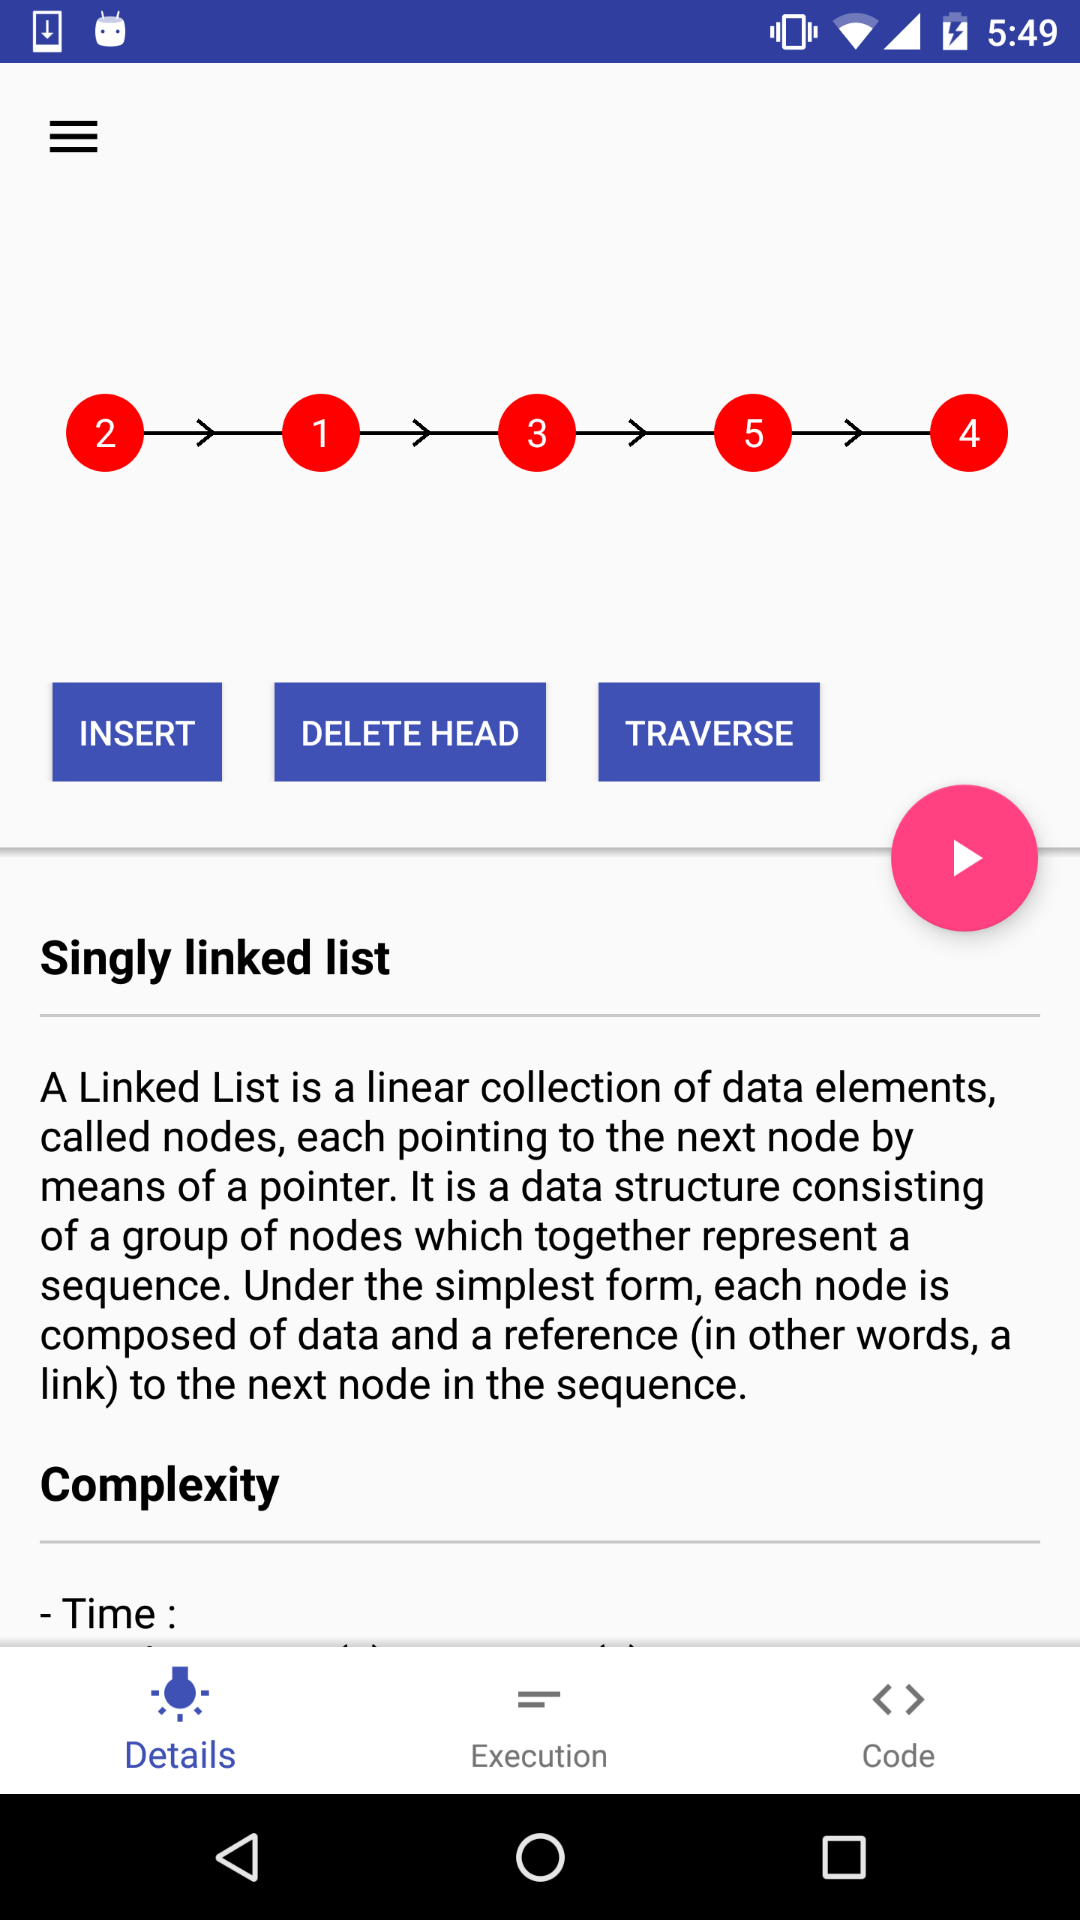 5:49
2 1 3 5 4
INSERT DELETE HEAD TRAVERSE
Singly linked list
A Linked List is a linear collection of data elements,
called nodes, each pointing to the next node by
means of a pointer. It is a data structure consisting
of a group of nodes which together represent a
sequence. Under the simplest form, each node is
composed of data and a reference (in other words, a
link) to the next node in the sequence.
Complexity
- Time :
Details Execution Code